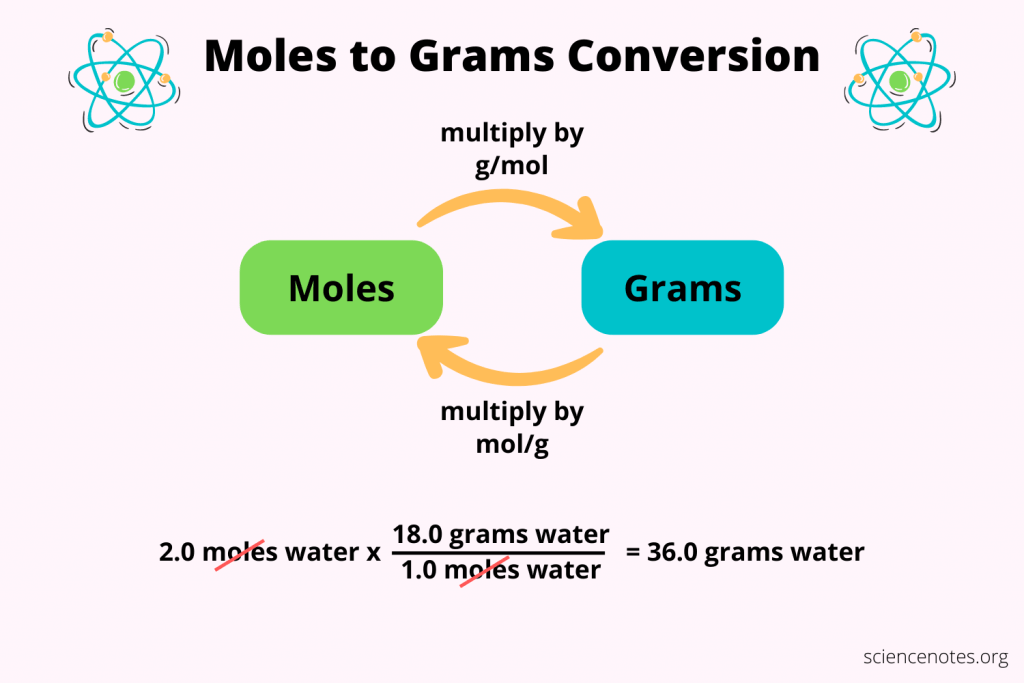 Moles to Grams Conversion
multiply by
g/mol
Moles
Grams
multiply by
mol/g
2.0 moles water x 18.0 grams water = 36.0 grams water
1.0 moles water
sciencenotes.org